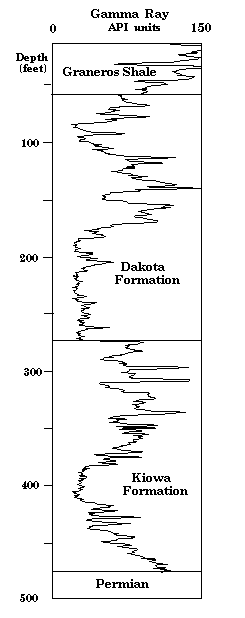 Gamma Ray
0 API units 150
Depth
(feet)
Graneros Shale
100
200
Dakota
Formation
300
400
Kiowa
Formation
Permian
500